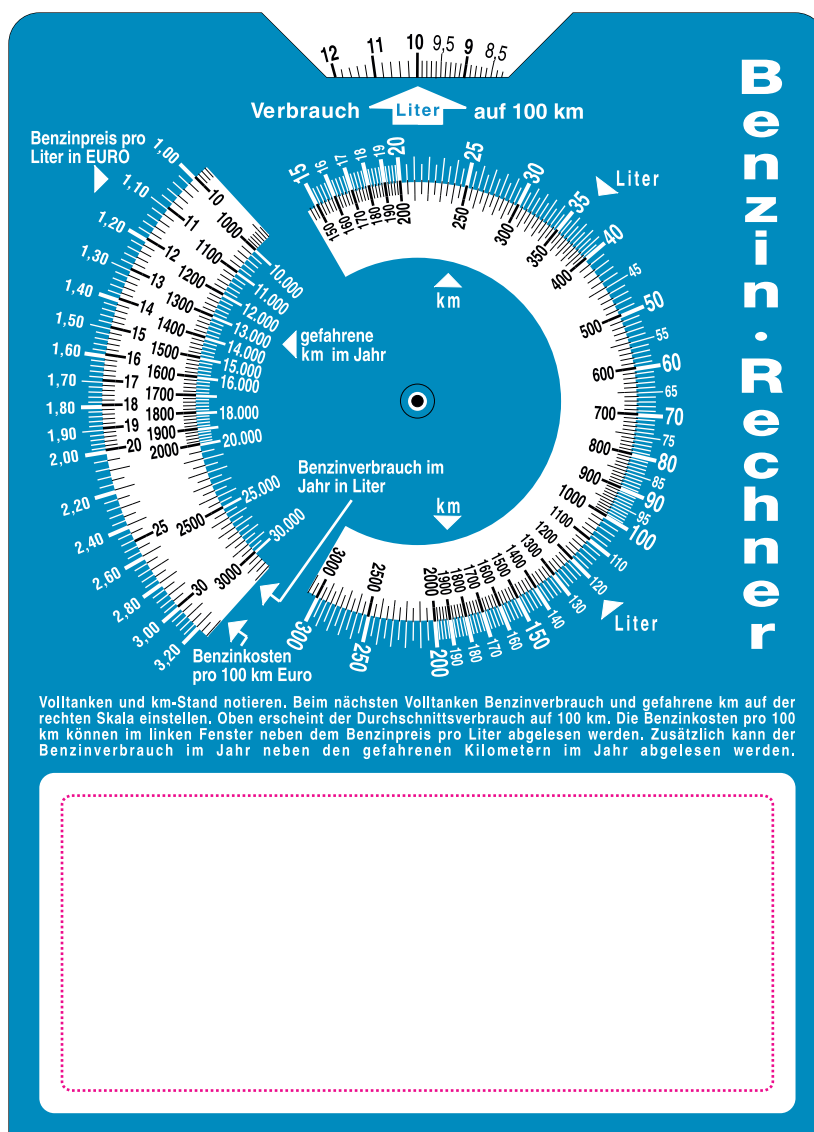 12 11 10 9,5 9 8,5
Verbrauch Liter auf 100 km
Benzin·Rechner
Benzinpreis pro
Liter in EURO
1,00
1,10
1,20
1,30
1,40
1,50
1,60
1,70
1,80
1,90
2,00
2,20
2,40
2,60
2,80
3,00
3,20
10
11
12
13
14
15
16
17
18
19
20
25
30
1000
1100
1200
1300
1400
1500
1600
1700
1800
1900
2000
2500
3000
10.000
11.000
12.000
13.000
14.000
15.000
16.000
18.000
20.000
25.000
30.000
gefahrene
km im Jahr
Benzinverbrauch im
Jahr in Liter
Benzinkosten
pro 100 km Euro
15 16 17 18 19 20 25 30 35 40 45 50 55 60 65 70 75 80 85 90 95 100 110 120 130 140 150 160 170 180 190 200 250 300
Liter
Liter
150 160 170 180 190 200 250 300 350 400 500 600 700 800 900 1000 1100 1200 1300 1400 1500 1600 1700 1800 1900 2000 2500 3000
km
km
Volltanken und km-Stand notieren. Beim nächsten Volltanken Benzinverbrauch und gefahrene km auf der
rechten Skala einstellen. Oben erscheint der Durchschnittsverbrauch auf 100 km. Die Benzinkosten pro 100
km können im linken Fenster neben dem Benzinpreis pro Liter abgelesen werden. Zusätzlich kann der
Benzinverbrauch im Jahr neben den gefahrenen Kilometern im Jahr abgelesen werden.